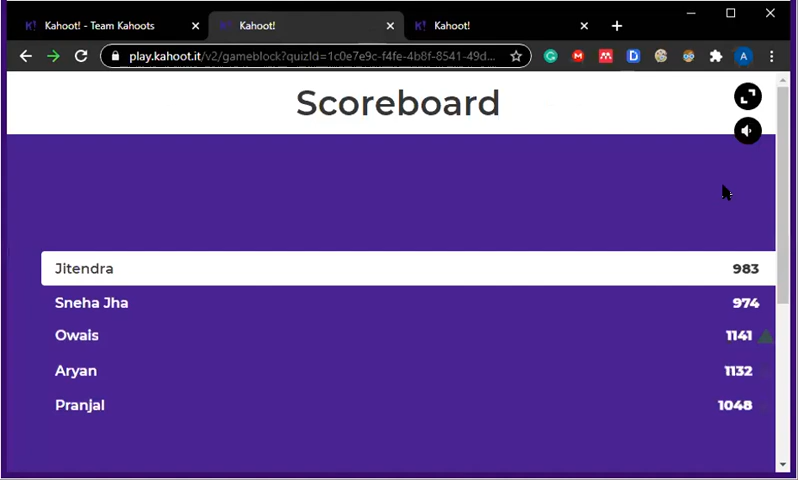 K! Kahoot! - Team Kahoots
K! Kahoot!
K! Kahoot!
play.kahoot.it/v2/gameblock?quizId=1c0e7e9c-f4fe-4b8f-8541-49d...
A
Scoreboard
Jitendra 983
Sneha Jha 974
Owais 1141
Aryan 1132
Pranjal 1048